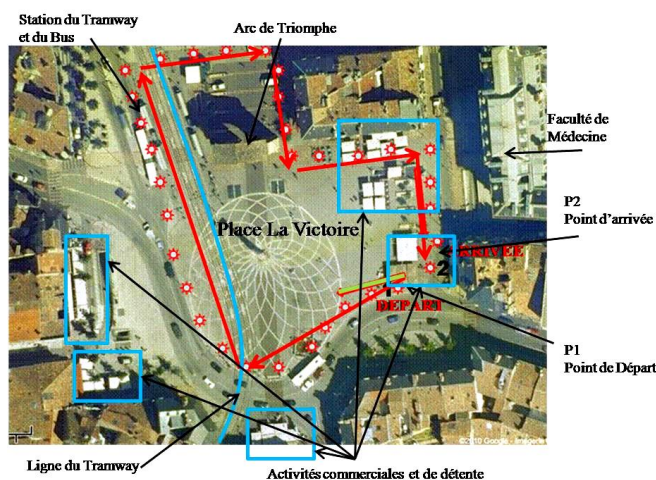 Station du Tramway
et du Bus
Arc de Triomphe
Faculté de
Médecine
P2
Point d'arrivée
Place La Victoire
ARRIVÉE
2
1
DEPART
P1
Point de Départ
©2010 Google - Imagerie
Ligne du Tramway
Activités commerciales et de détente